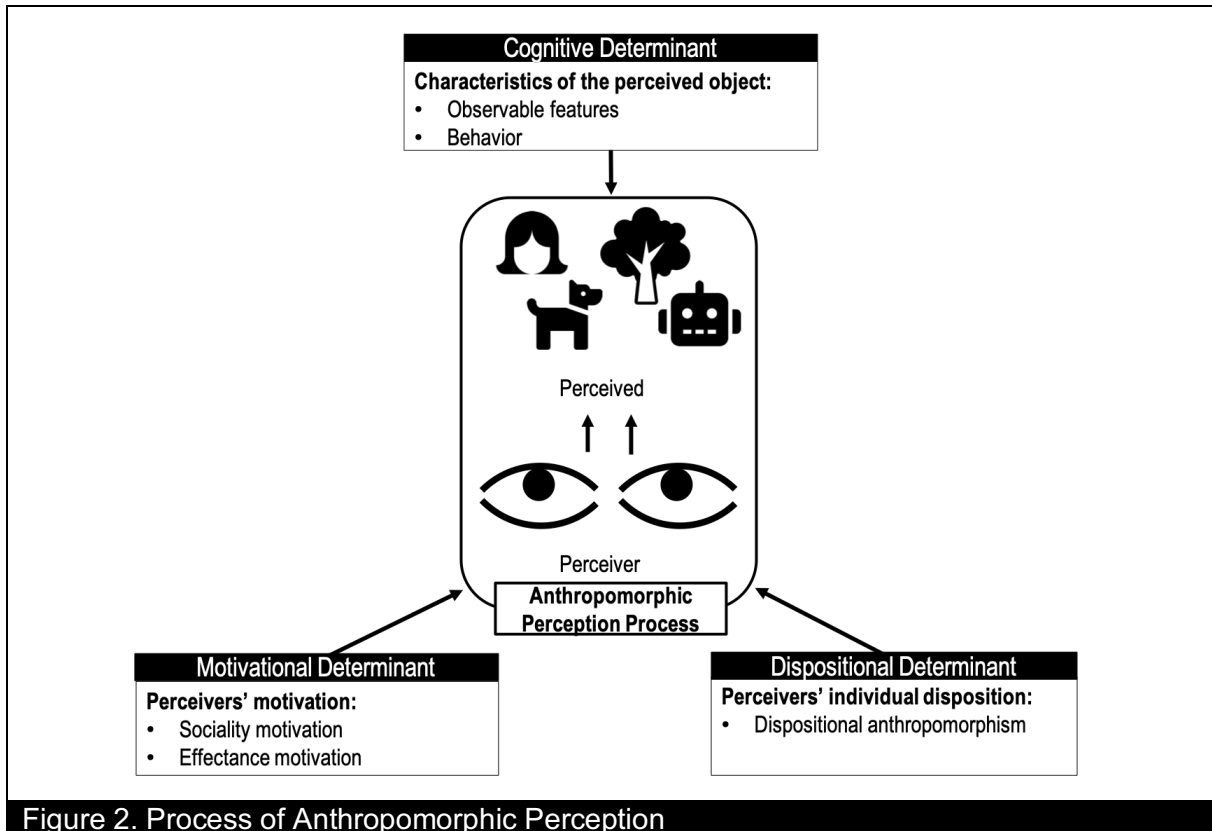 Cognitive Determinant
Characteristics of the perceived object:
• Observable features
• Behavior
Perceived
Perceiver
Anthropomorphic
Perception Process
Motivational Determinant
Perceivers’ motivation:
• Sociality motivation
• Effectance motivation
Dispositional Determinant
Perceivers’ individual disposition:
• Dispositional anthropomorphism
Figure 2. Process of Anthropomorphic Perception